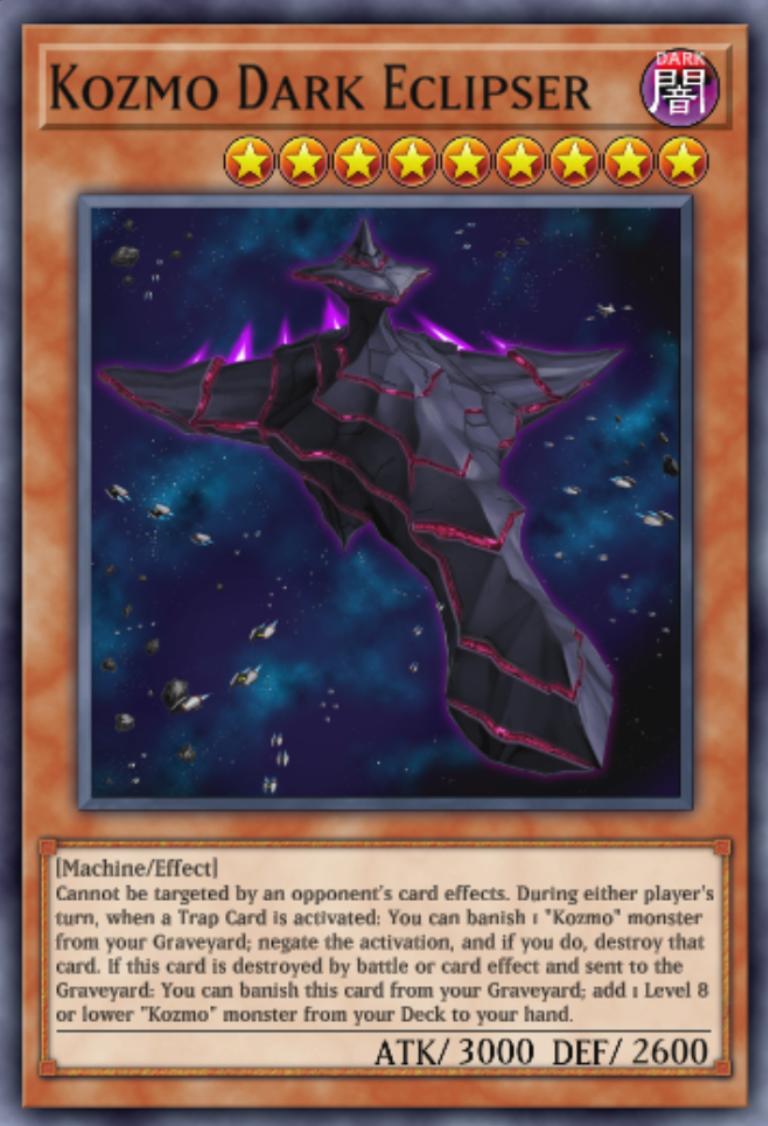 Kozmo Dark Eclipser
DARK
闇
[Machine/Effect]
Cannot be targeted by an opponent's card effects. During either player's
turn, when a Trap Card is activated: You can banish 1 "Kozmo" monster
from your Graveyard; negate the activation, and if you do, destroy that
card. If this card is destroyed by battle or card effect and sent to the
Graveyard: You can banish this card from your Graveyard; add 1 Level 8
or lower "Kozmo" monster from your Deck to your hand.
ATK/ 3000 DEF/ 2600